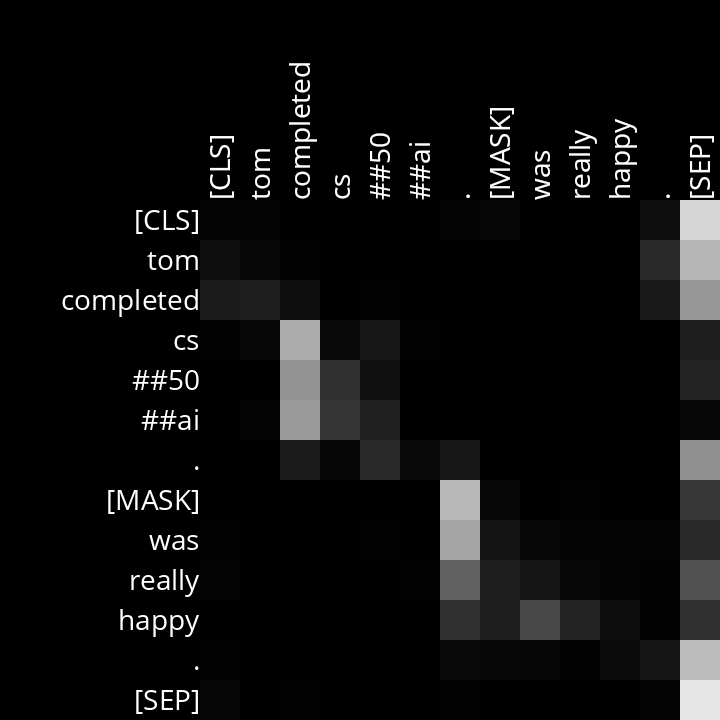 [CLS]
tom
completed
cs
##50
##ai
.
[MASK]
was
really
happy
.
[SEP]
[CLS]
tom
completed
cs
##50
##ai
.
[MASK]
was
really
happy
.
[SEP]